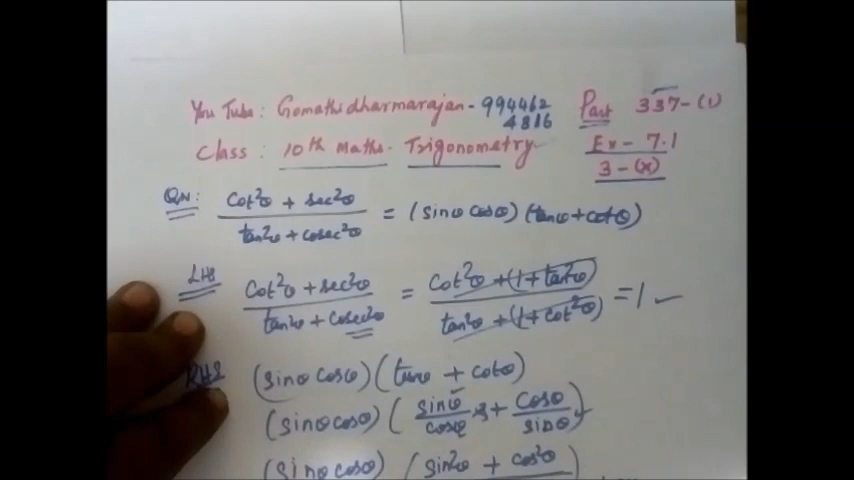 You Tube: Gomathidharmarajan - 994462 4816 Part 337-(1)
Class: 10th Maths. Trigonometry Ex - 7.1
3 - (x)
QN: (cot²θ + sec²θ)/(tan²θ + cosec²θ) = (sinθ cosθ) (tanθ + cotθ)
LHS (cot²θ + sec²θ)/(tan²θ + cosec²θ) = (cot²θ + (1 + tan²θ))/(tan²θ + (1 + cot²θ)) = 1 ✓
RHS (sinθ cosθ) (tanθ + cotθ)
(sinθ cosθ) (sinθ/cosθ + cosθ/sinθ)
(sinθ cosθ) (sin²θ + cos²θ